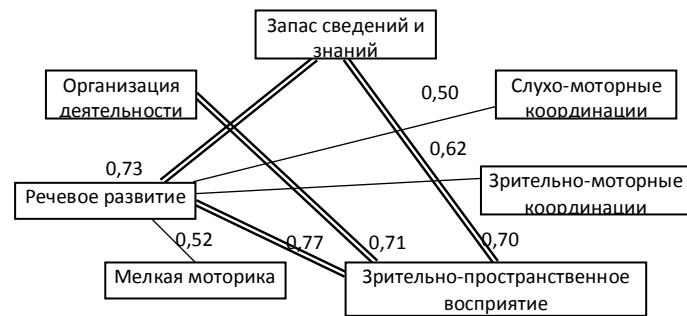 Запас сведений и
знаний
Организация
деятельности
0,50
Слухо-моторные
координации
0,73
0,62
Речевое развитие
Зрительно-моторные
координации
0,52
0,77
0,71
0,70
Мелкая моторика
Зрительно-пространственное
восприятие